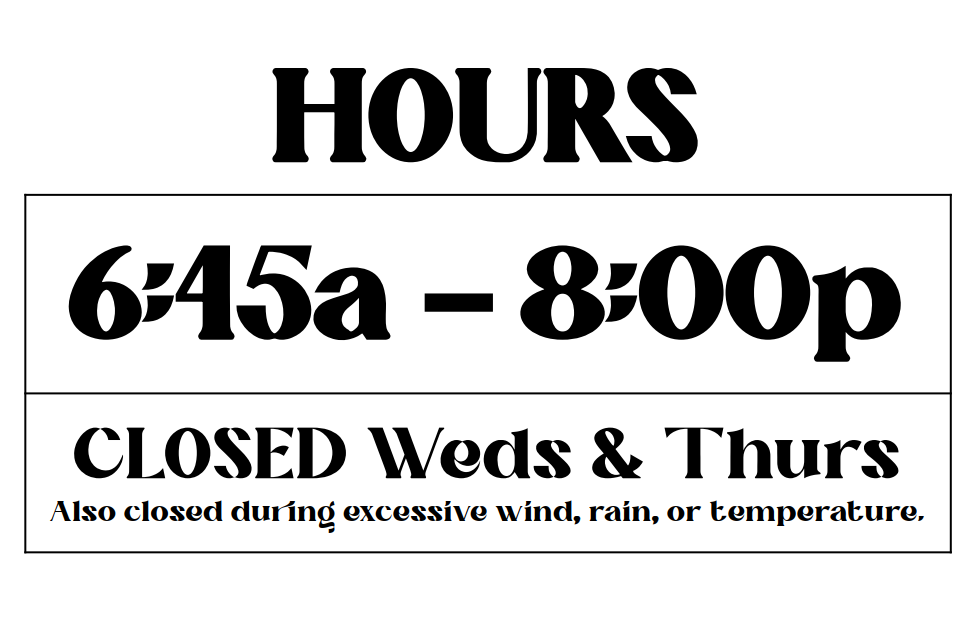 HOURS
6:45a – 8:00p
CLOSED Weds & Thurs
Also closed during excessive wind, rain, or temperature.